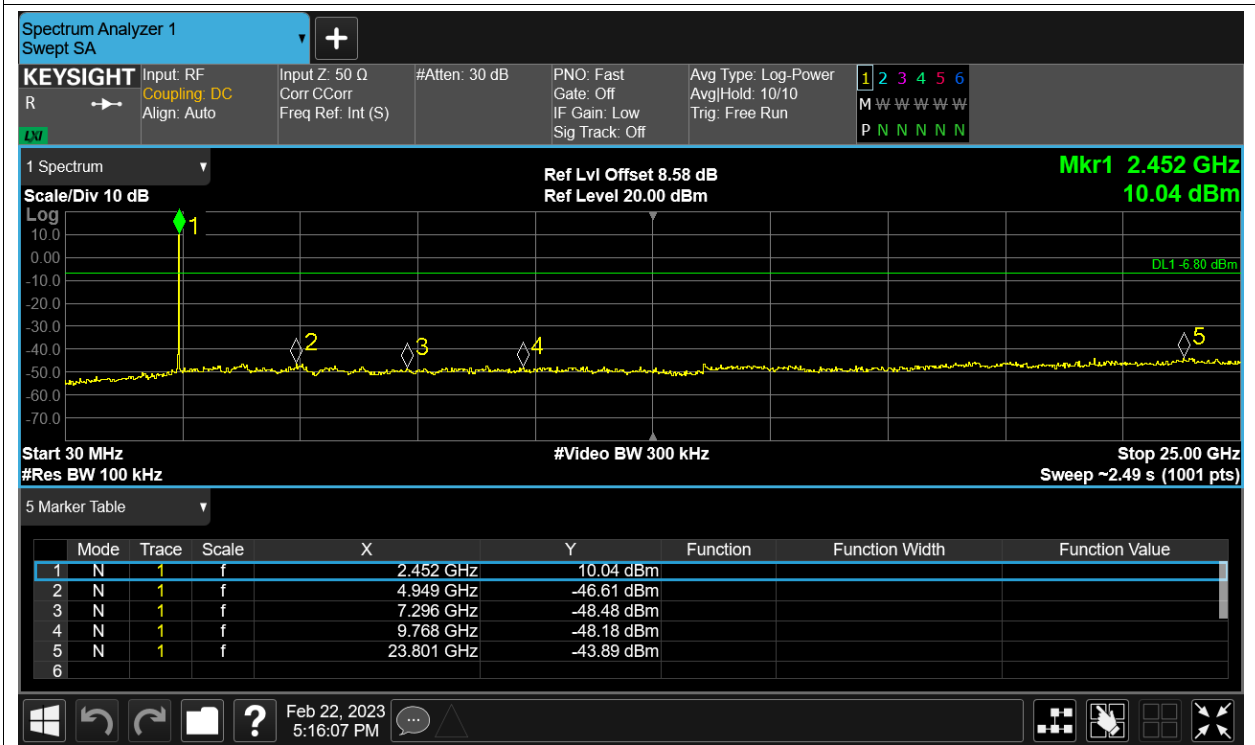 Spectrum Analyzer 1
Swept SA
+
KEYSIGHT Input: RF Input Z: 50 Ω #Atten: 30 dB PNO: Fast Avg Type: Log-Power 1 2 3 4 5 6
R Coupling: DC Corr CCorr Gate: Off Avg|Hold: 10/10 M W W W W W W
Align: Auto Freq Ref: Int (S) IF Gain: Low Trig: Free Run
LXI Sig Track: Off P N N N N N N
1 Spectrum Ref Lvl Offset 8.58 dB Mkr1 2.452 GHz
Scale/Div 10 dB Ref Level 20.00 dBm 10.04 dBm
Log
1
10.0
0.00
DL1 -6.80 dBm
-10.0
-20.0
-30.0
2 3 4 5
-40.0
-50.0
-60.0
-70.0
Start 30 MHz #Video BW 300 kHz Stop 25.00 GHz
#Res BW 100 kHz Sweep ~2.49 s (1001 pts)
5 Marker Table
Mode Trace Scale X Y Function Function Width Function Value
1 N 1 f 2.452 GHz 10.04 dBm
2 N 1 f 4.949 GHz -46.61 dBm
3 N 1 f 7.296 GHz -48.48 dBm
4 N 1 f 9.768 GHz -48.18 dBm
5 N 1 f 23.801 GHz -43.89 dBm
6
? Feb 22, 2023
5:16:07 PM